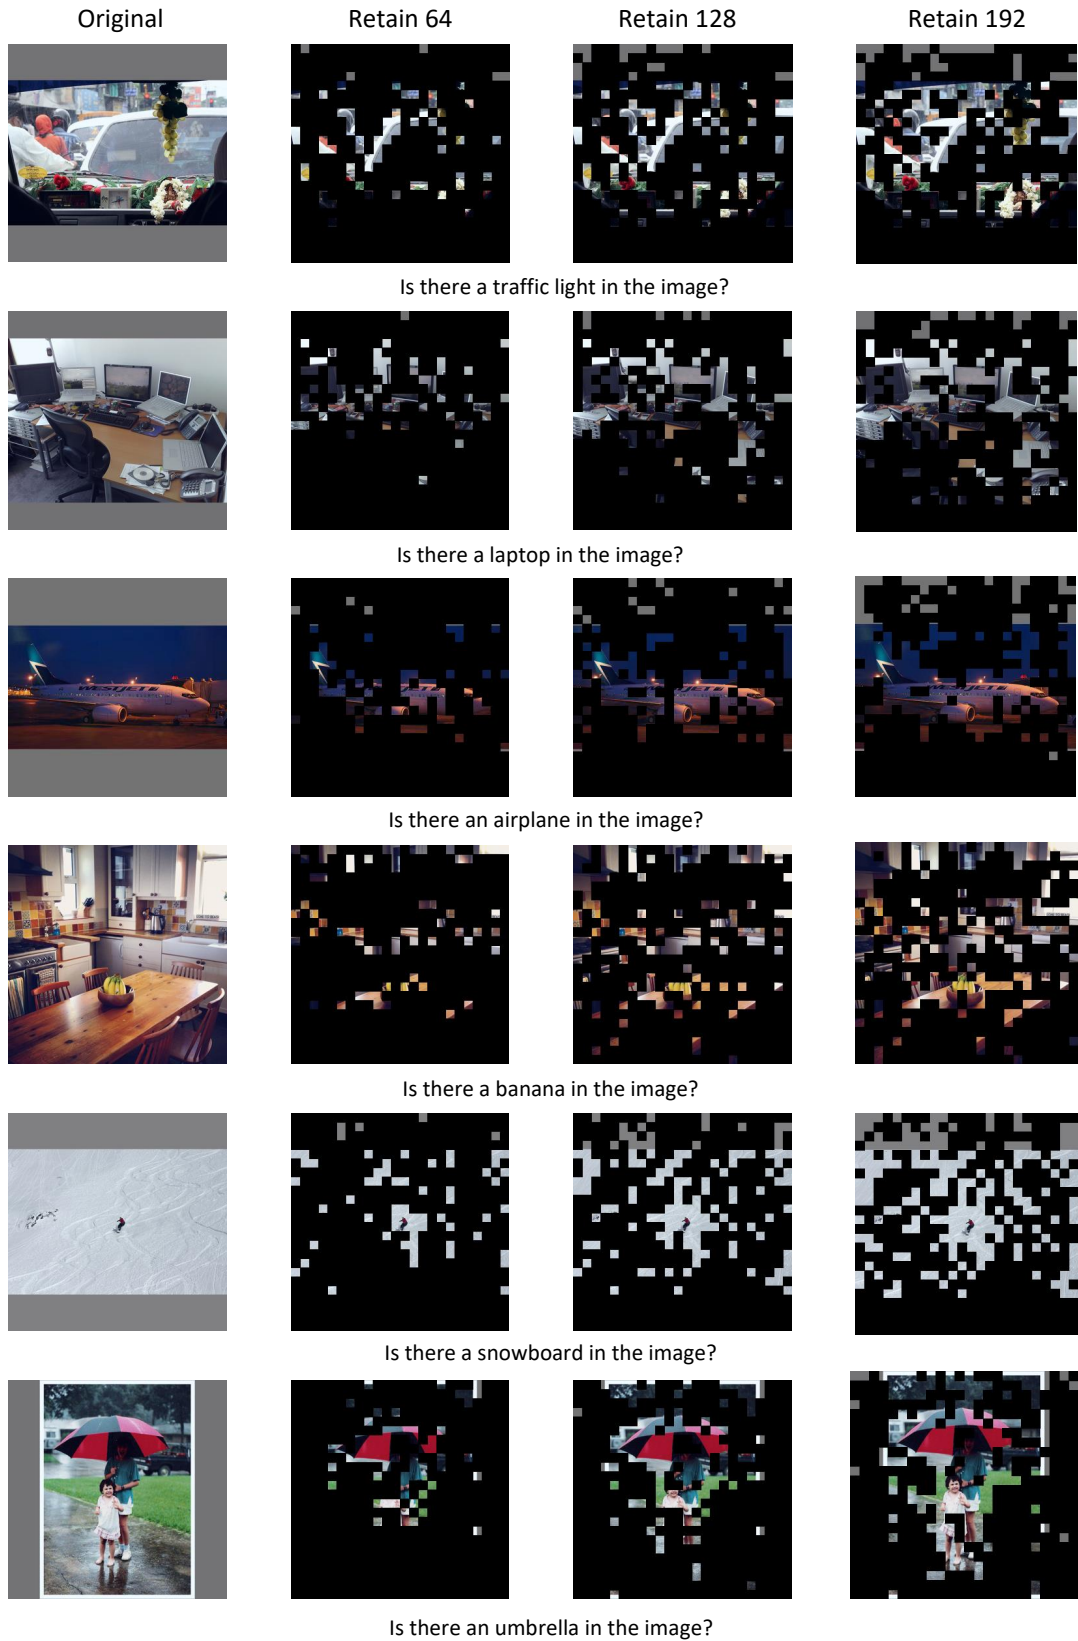 Original Retain 64 Retain 128 Retain 192
Is there a traffic light in the image?
Is there a laptop in the image?
WESTJET
Is there an airplane in the image?
Is there a banana in the image?
Is there a snowboard in the image?
Is there an umbrella in the image?